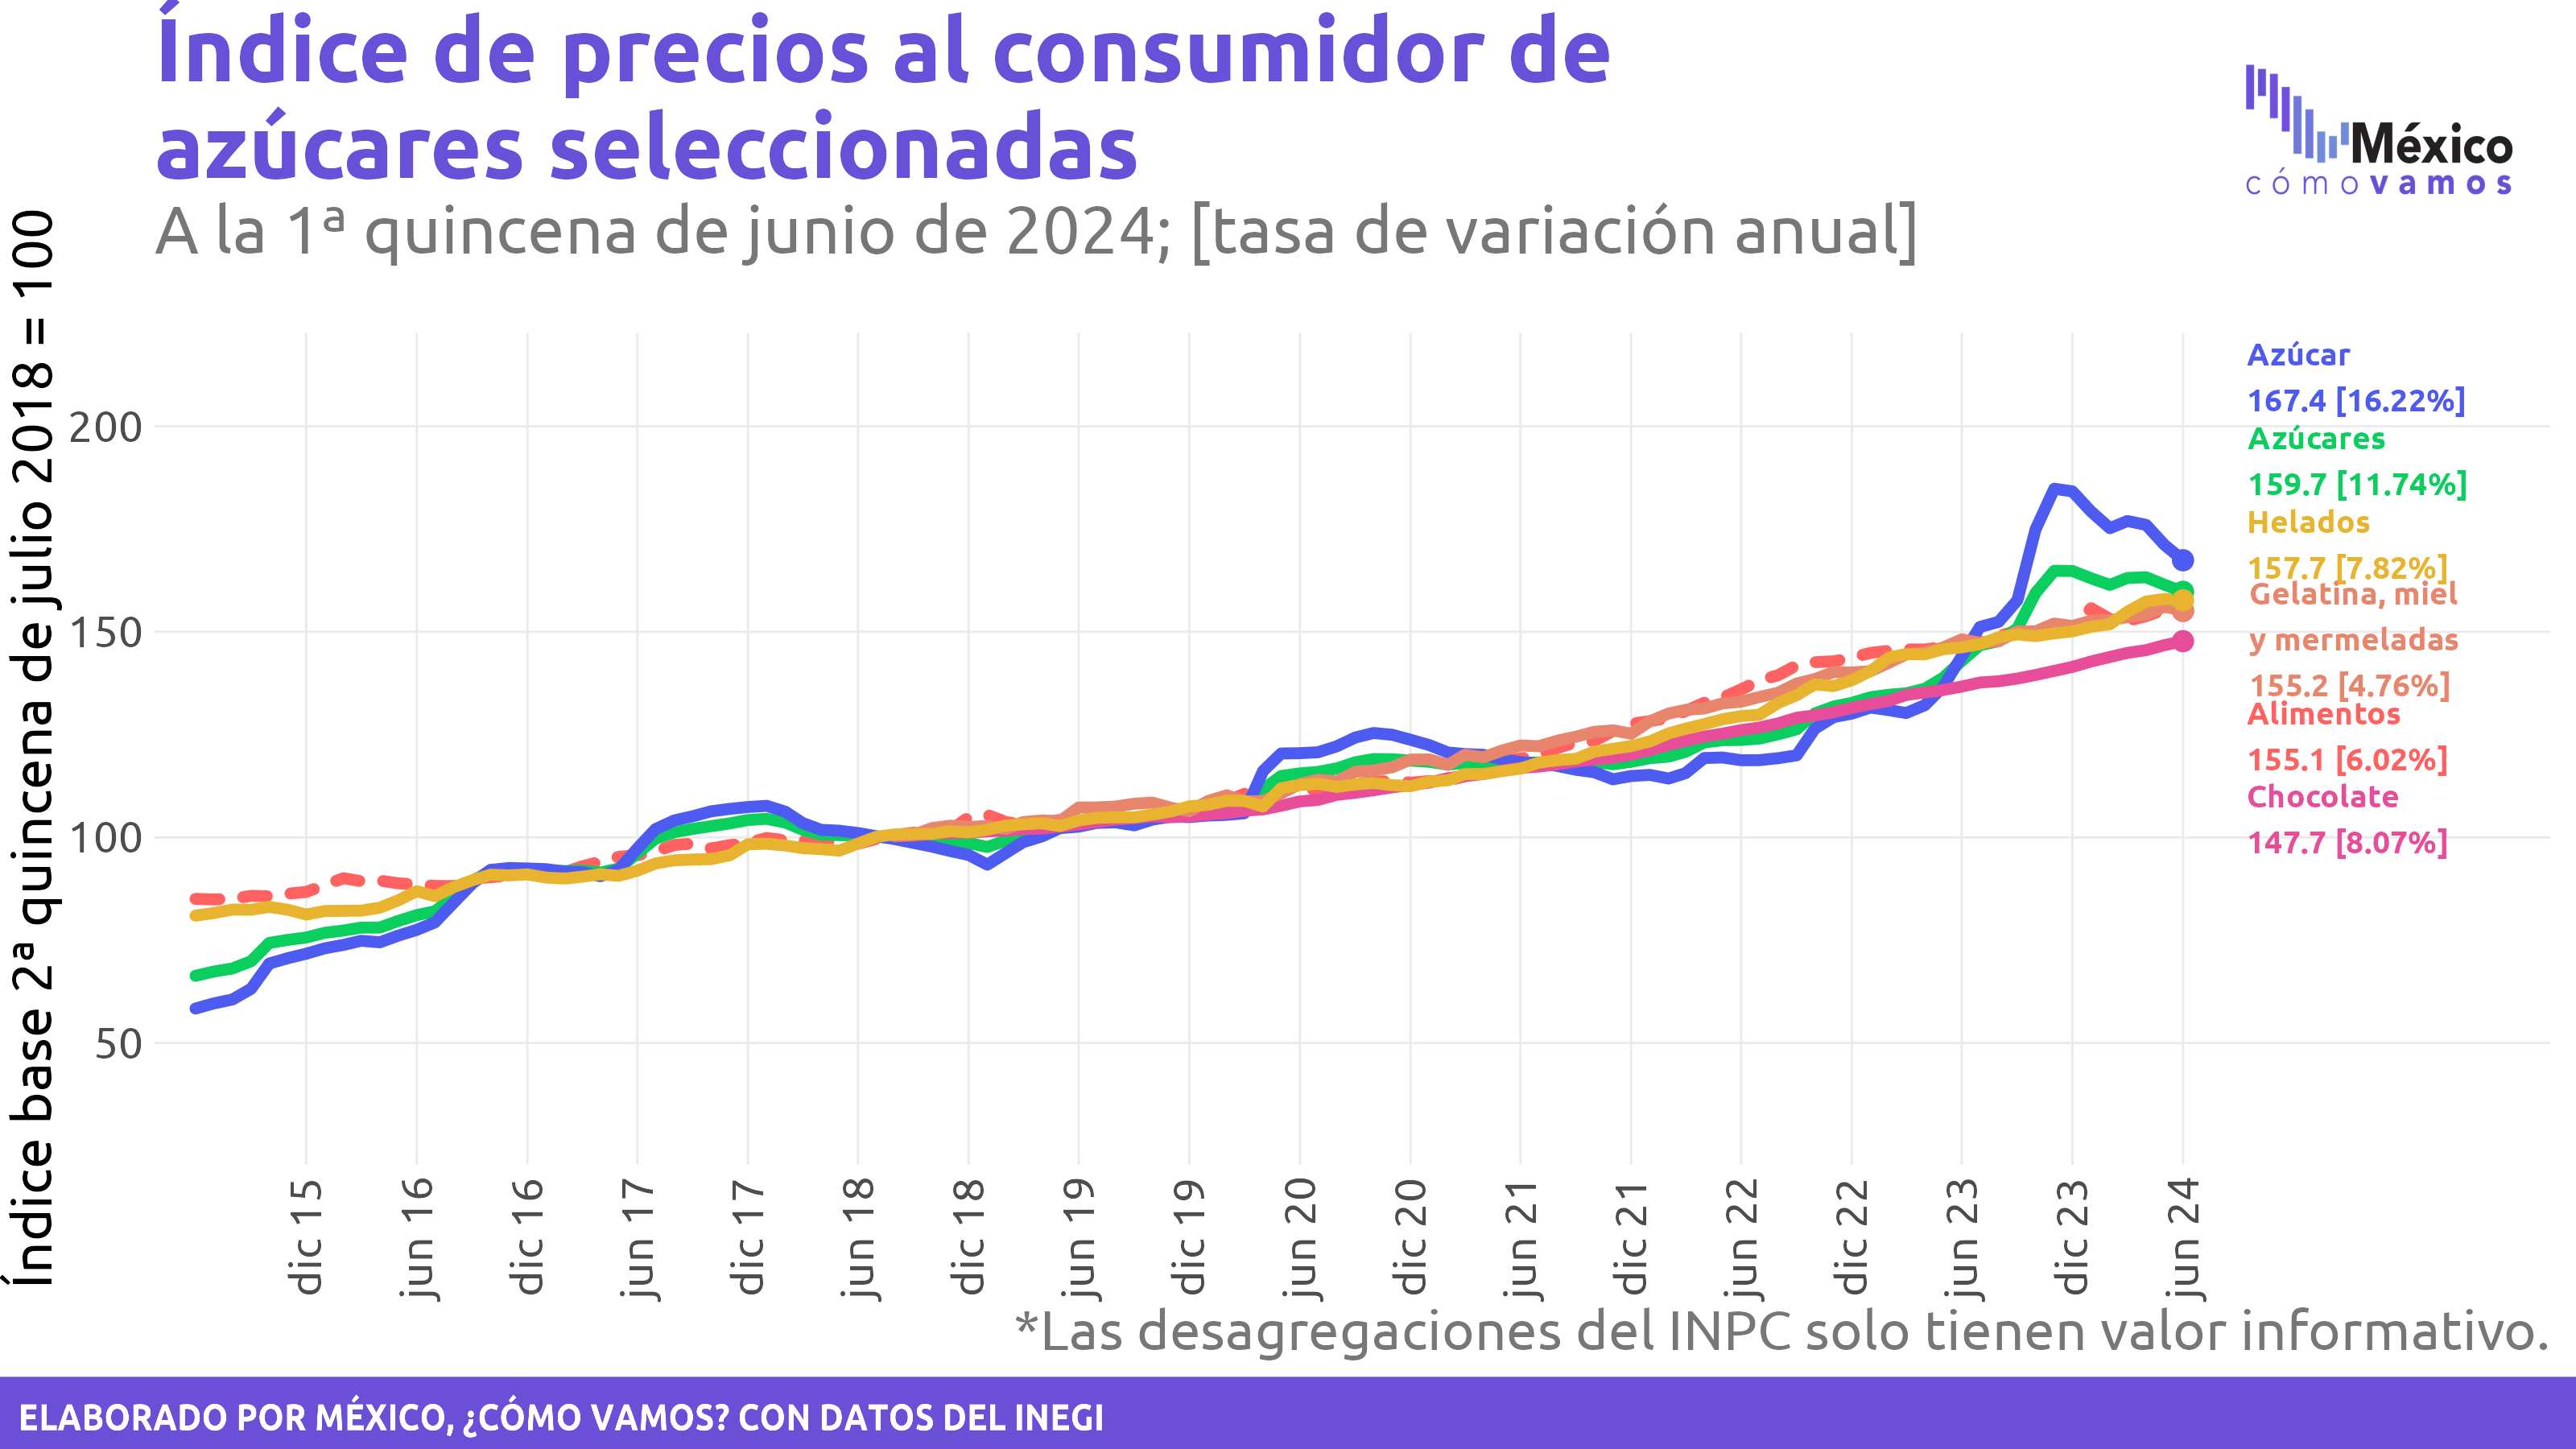 Índice de precios al consumidor de
azúcares seleccionadas
A la 1ª quincena de junio de 2024; [tasa de variación anual]
México
cómo vamos
Índice base 2ª quincena de julio 2018 = 100
200
150
100
50
Azúcar
167.4 [16.22%]
Azúcares
159.7 [11.74%]
Helados
157.7 [7.82%]
Gelatina, miel
y mermeladas
155.2 [4.76%]
Alimentos
155.1 [6.02%]
Chocolate
147.7 [8.07%]
dic 15
jun 16
dic 16
jun 17
dic 17
jun 18
dic 18
jun 19
dic 19
jun 20
dic 20
jun 21
dic 21
jun 22
dic 22
jun 23
dic 23
jun 24
*Las desagregaciones del INPC solo tienen valor informativo.
ELABORADO POR MÉXICO, ¿CÓMO VAMOS? CON DATOS DEL INEGI